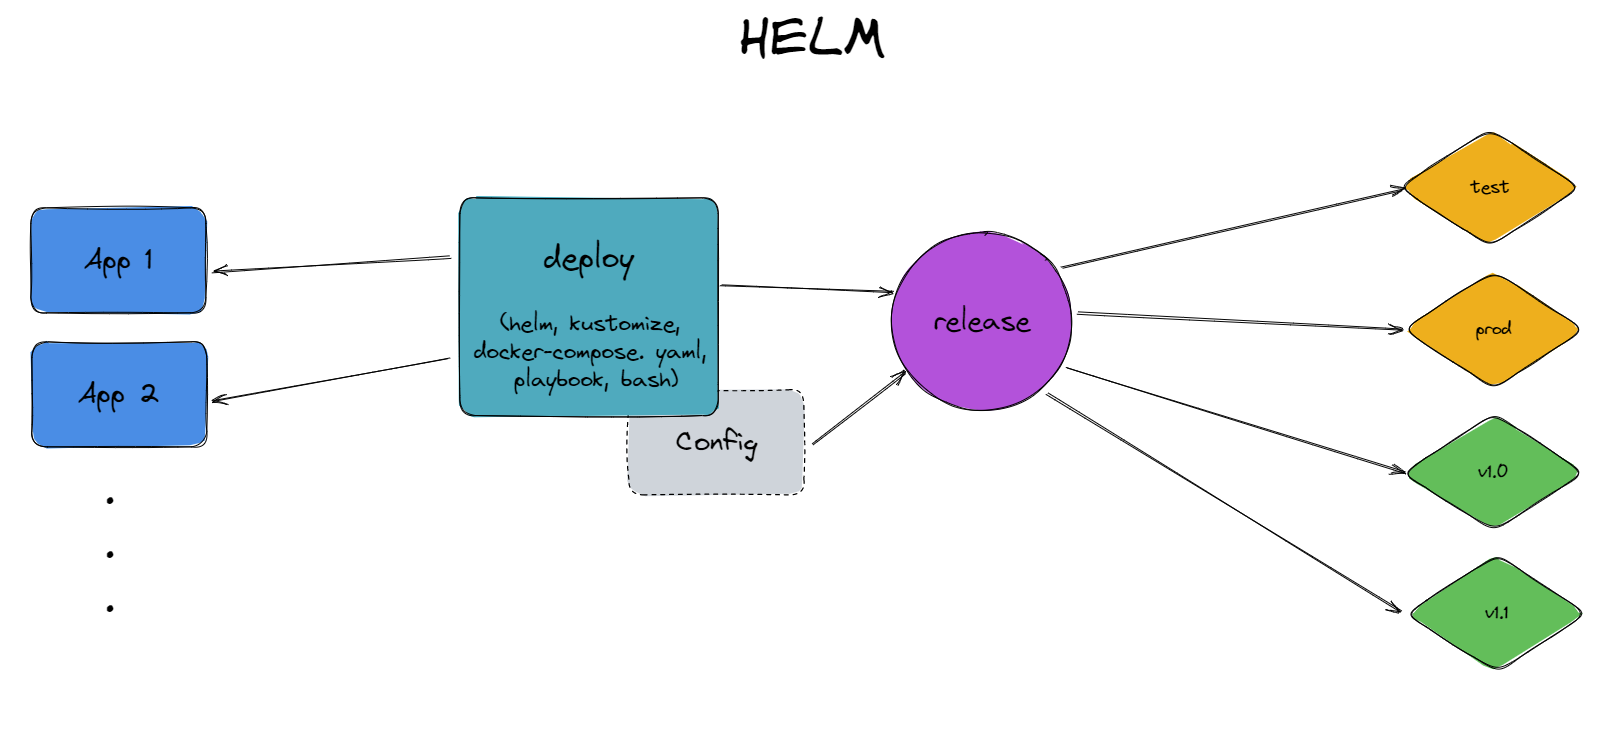 HELM
App 1
App 2
deploy
(helm, kustomize,
docker-compose. yaml,
playbook, bash)
Config
release
test
prod
v1.0
v1.1